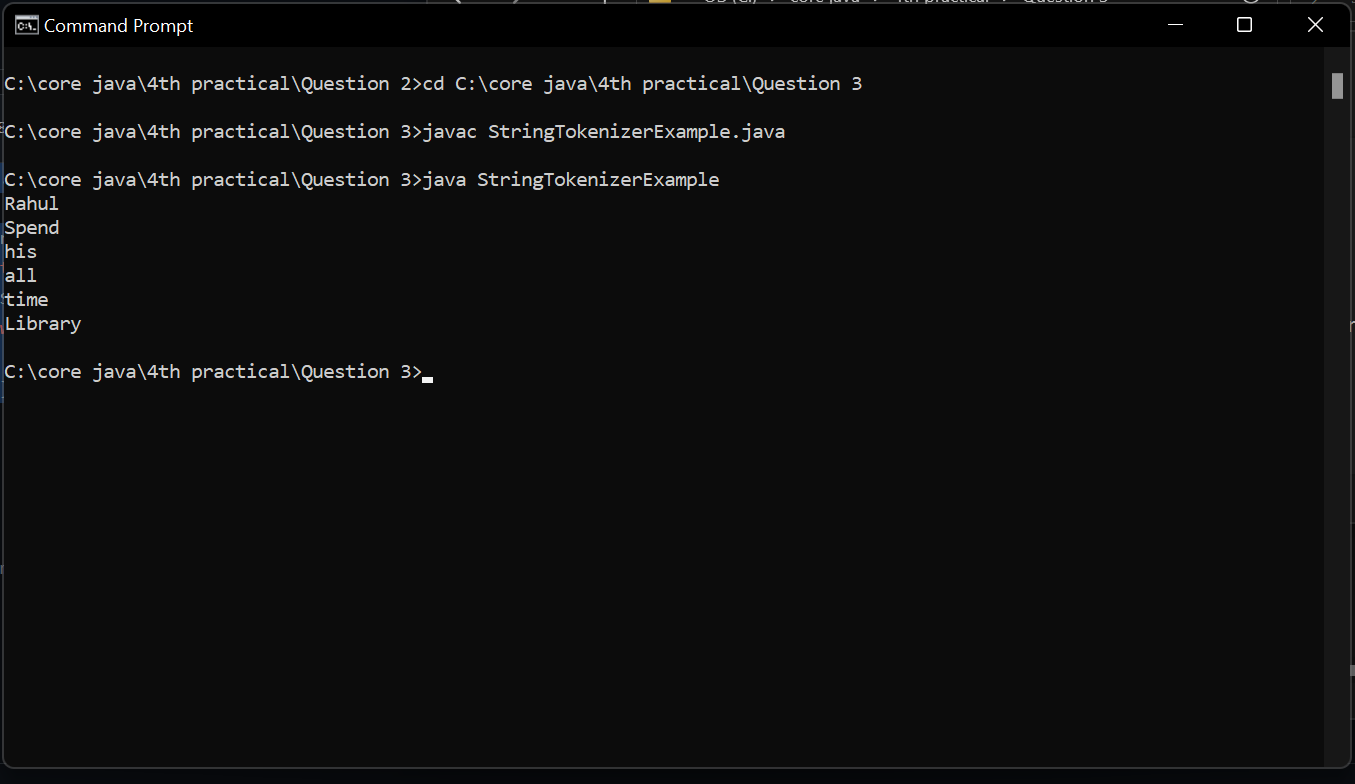 Command Prompt
C:\core java\4th practical\Question 2>cd C:\core java\4th practical\Question 3
C:\core java\4th practical\Question 3>javac StringTokenizerExample.java
C:\core java\4th practical\Question 3>java StringTokenizerExample
Rahul
Spend
his
all
time
Library
C:\core java\4th practical\Question 3>